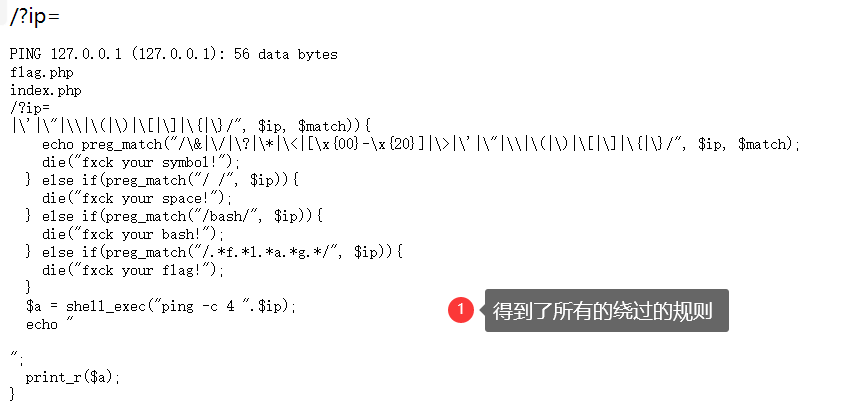 /?ip=
PING 127.0.0.1 (127.0.0.1): 56 data bytes
flag.php
index.php
/?ip=
|\'|\"|\\|\(|\)|\[|\]|\{|\}/", $ip, $match)){
    echo preg_match("/\&|\/|\?|\*|\<|[\x{00}-\x{20}]|\>|\'|\"|\\|\(|\)|\[|\]|\{|\}/", $ip, $match);
    die("fxck your symbol!");
  } else if(preg_match("/ /", $ip)){
    die("fxck your space!");
  } else if(preg_match("/bash/", $ip)){
    die("fxck your bash!");
  } else if(preg_match("/.*f.*l.*a.*g.*/", $ip)){
    die("fxck your flag!");
  }
  $a = shell_exec("ping -c 4 ".$ip);
1 得到了所有的绕过的规则
  echo "
";
  print_r($a);
}